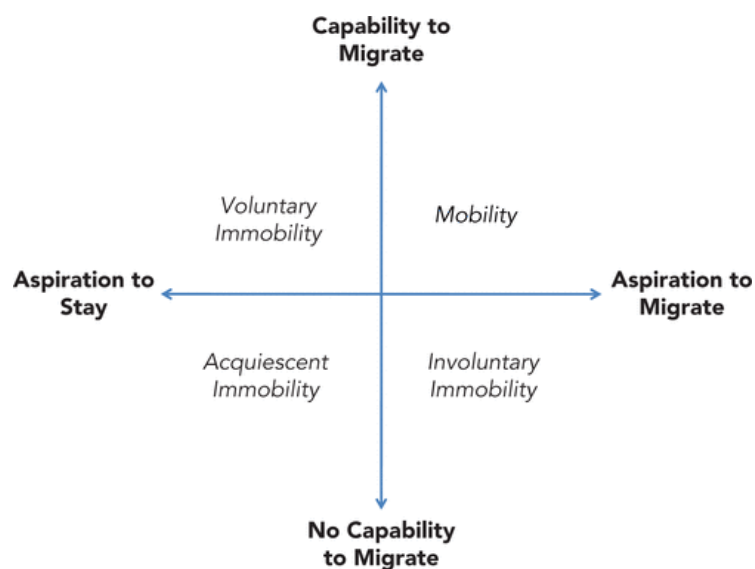 Capability to
Migrate
Voluntary
Immobility
Mobility
Aspiration to
Stay
Aspiration to
Migrate
Acquiescent
Immobility
Involuntary
Immobility
No Capability
to Migrate